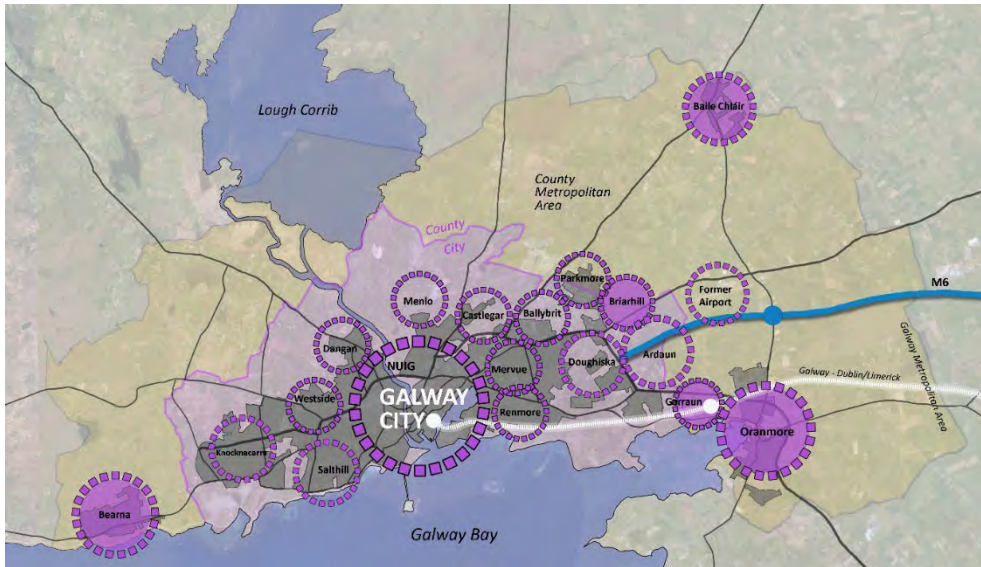 Lough Corrib
Baile Chláir
County
Metropolitan
Area
County
City
Parkmore
Former
Airport
M6
Menlo
Briarhill
Castlegar
Ballybrit
Dangan
NUIG
Mervue
Doughiska
Ardaun
Galway - Dublin/Limerick
Galway Metropolitan Area
Westside
GALWAY
CITY
Renmore
Garraun
Oranmore
Knocknacarra
Salthill
Bearna
Galway Bay